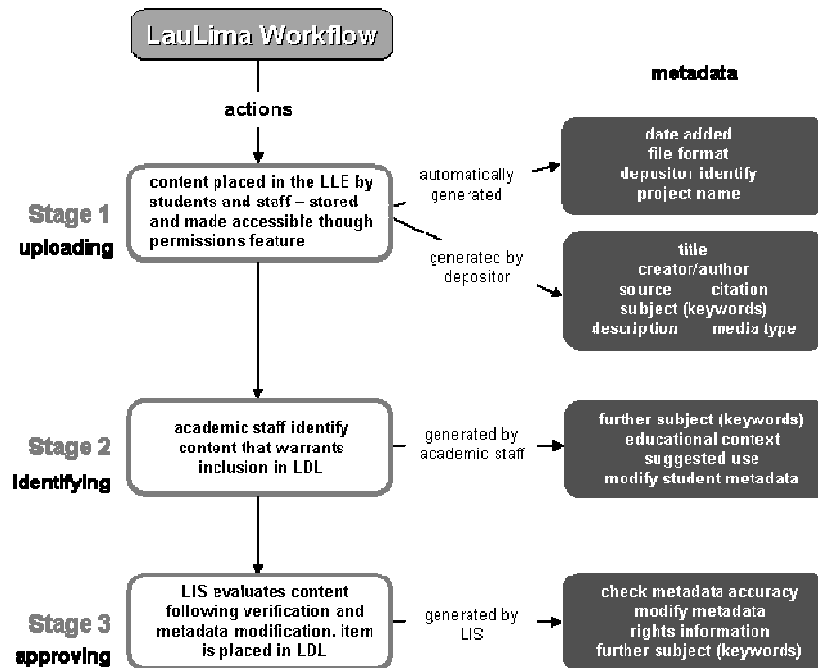 LauLima Workflow
metadata
actions
date added
file format
depositor identify
project name
automatically
generated
Stage 1
uploading
content placed in the LLE by
students and staff – stored
and made accessible though
permissions feature
generated by
depositor
title
creator/author
source citation
subject (keywords)
description media type
Stage 2
identifying
academic staff identify
content that warrants
inclusion in LDL
generated by
academic staff
further subject (keywords)
educational context
suggested use
modify student metadata
Stage 3
approving
LIS evaluates content
following verification and
metadata modification. item
is placed in LDL
generated by
LIS
check metadata accuracy
modify metadata
rights information
further subject (keywords)